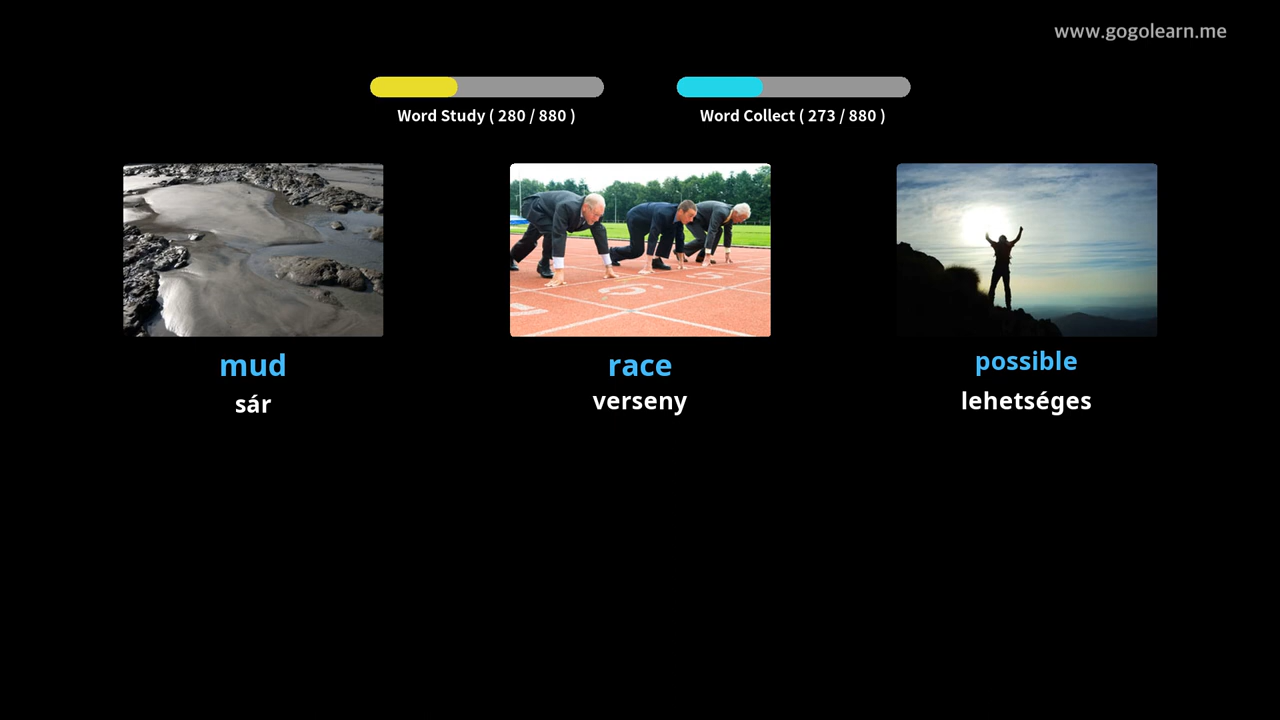 www.gogolearn.me
Word Study ( 280 / 880 )
Word Collect ( 273 / 880 )
mud
sár
race
verseny
possible
lehetséges